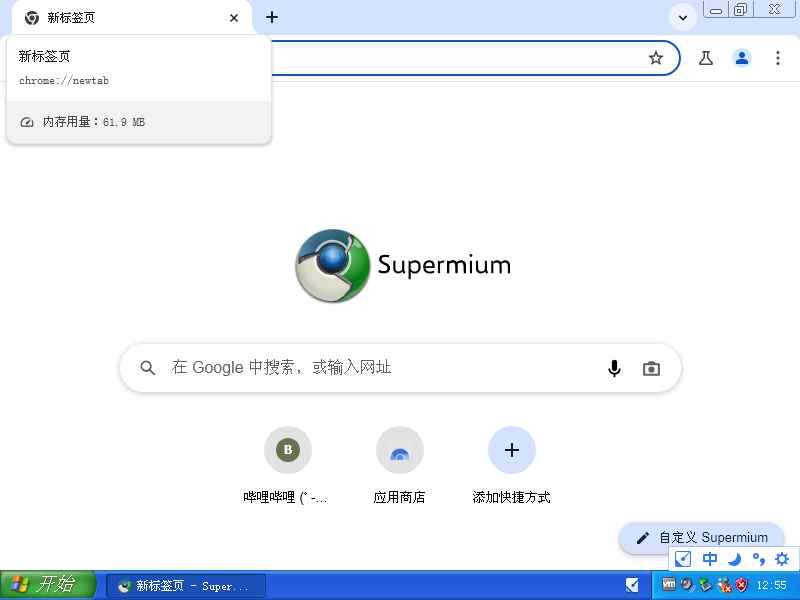 新标签页
新标签页
chrome://newtab
内存用量：61.9 MB
Supermium
在 Google 中搜索，或输入网址
B
哔哩哔哩 (゜-...
应用商店
添加快捷方式
自定义 Supermium
中
开始
新标签页 - Super...
12:55